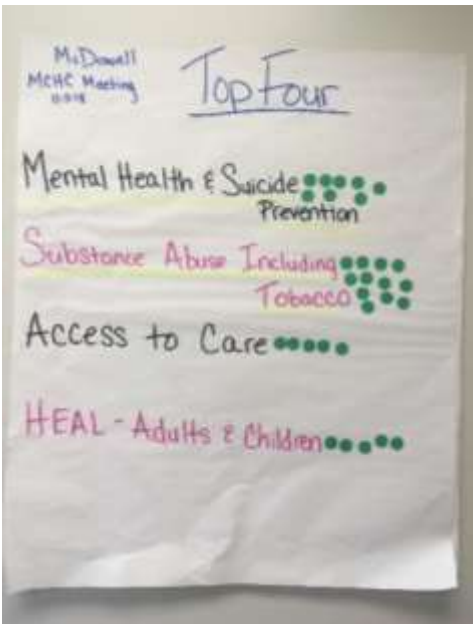 McDowell
MCHC Meeting
Top Four
Mental Health & Suicide
Prevention
Substance Abuse Including
Tobacco
Access to Care
HEAL - Adults & Children